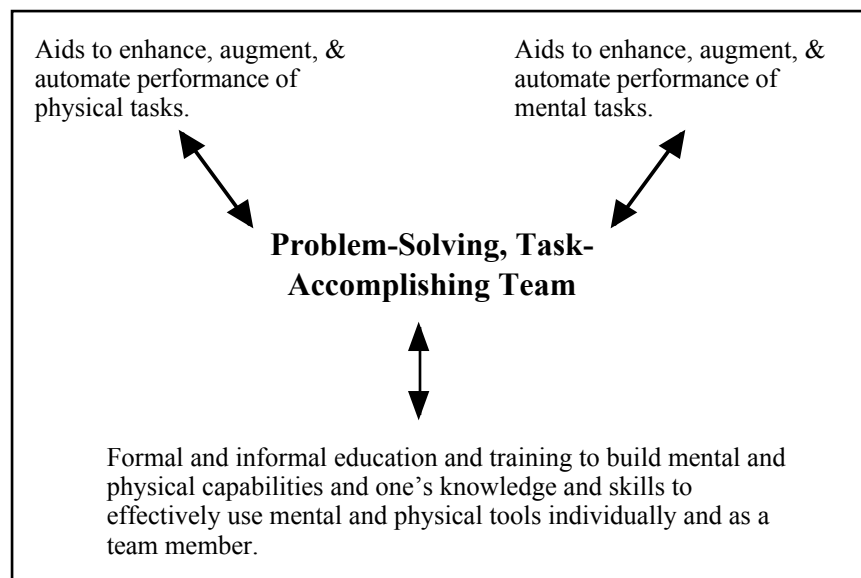 Aids to enhance, augment, &
automate performance of
physical tasks.
Aids to enhance, augment, &
automate performance of
mental tasks.
Problem-Solving, Task-
Accomplishing Team
Formal and informal education and training to build mental and
physical capabilities and one’s knowledge and skills to
effectively use mental and physical tools individually and as a
team member.